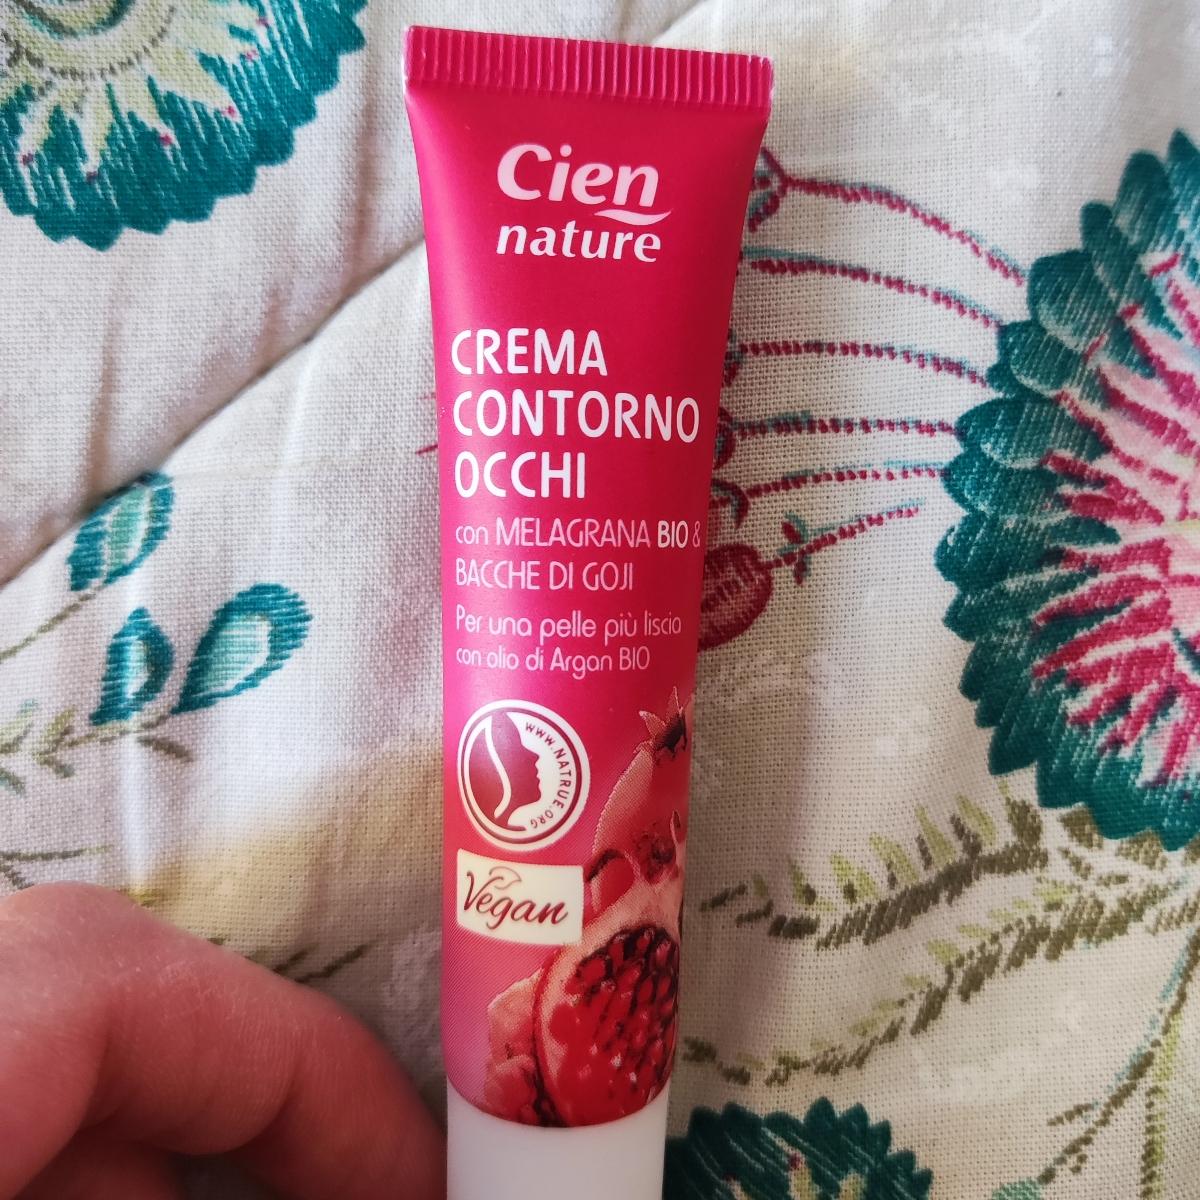 Cien
nature
CREMA
CONTORNO
OCCHI
con MELAGRANA BIO &
BACCHE DI GOJI
Per una pelle più liscia
con olio di Argan BIO
WWW.NATRUE.ORG
Vegan